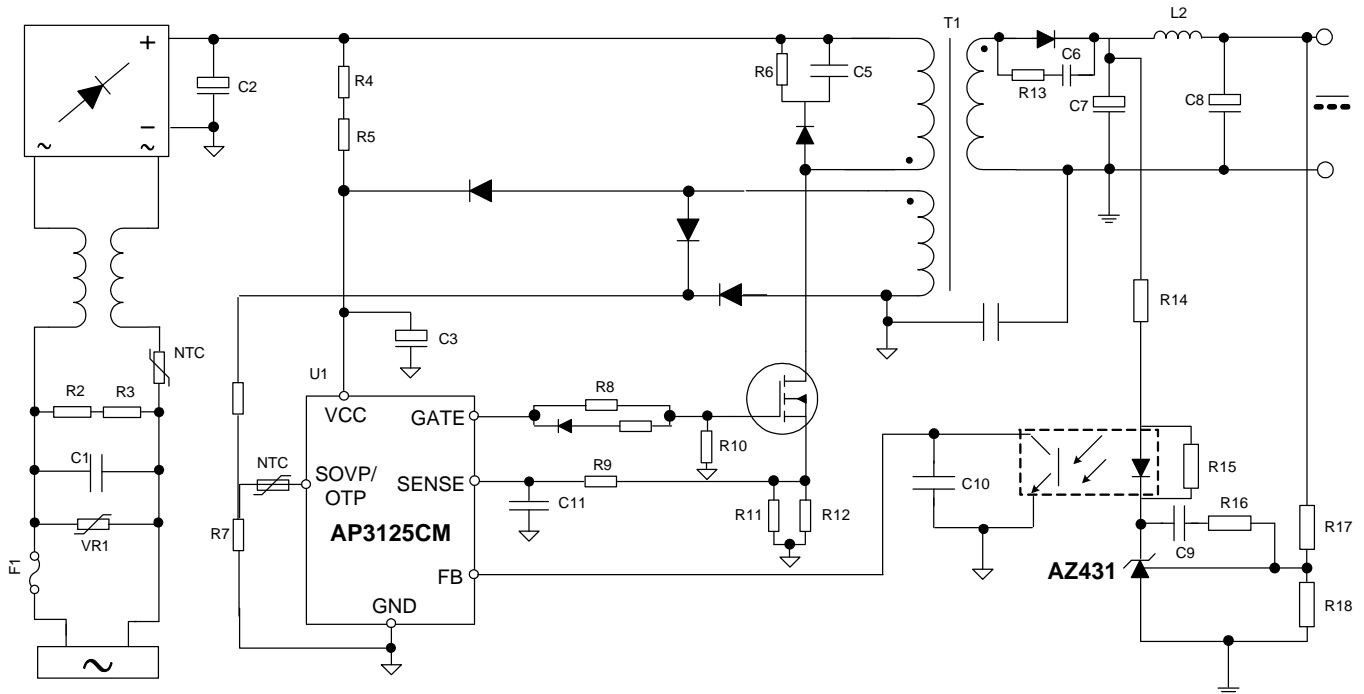 T1
L2
+
R6
C5
C6
R4
C2
R13
C7
C8
−
R5
~
~
R14
C3
NTC
U1
R8
R2
R3
VCC
GATE
R10
NTC
SOVP/
OTP
C1
SENSE
R9
C10
R15
C11
R16
R7
AP3125CM
R11
R12
R17
VR1
C9
F1
FB
AZ431
GND
R18
~